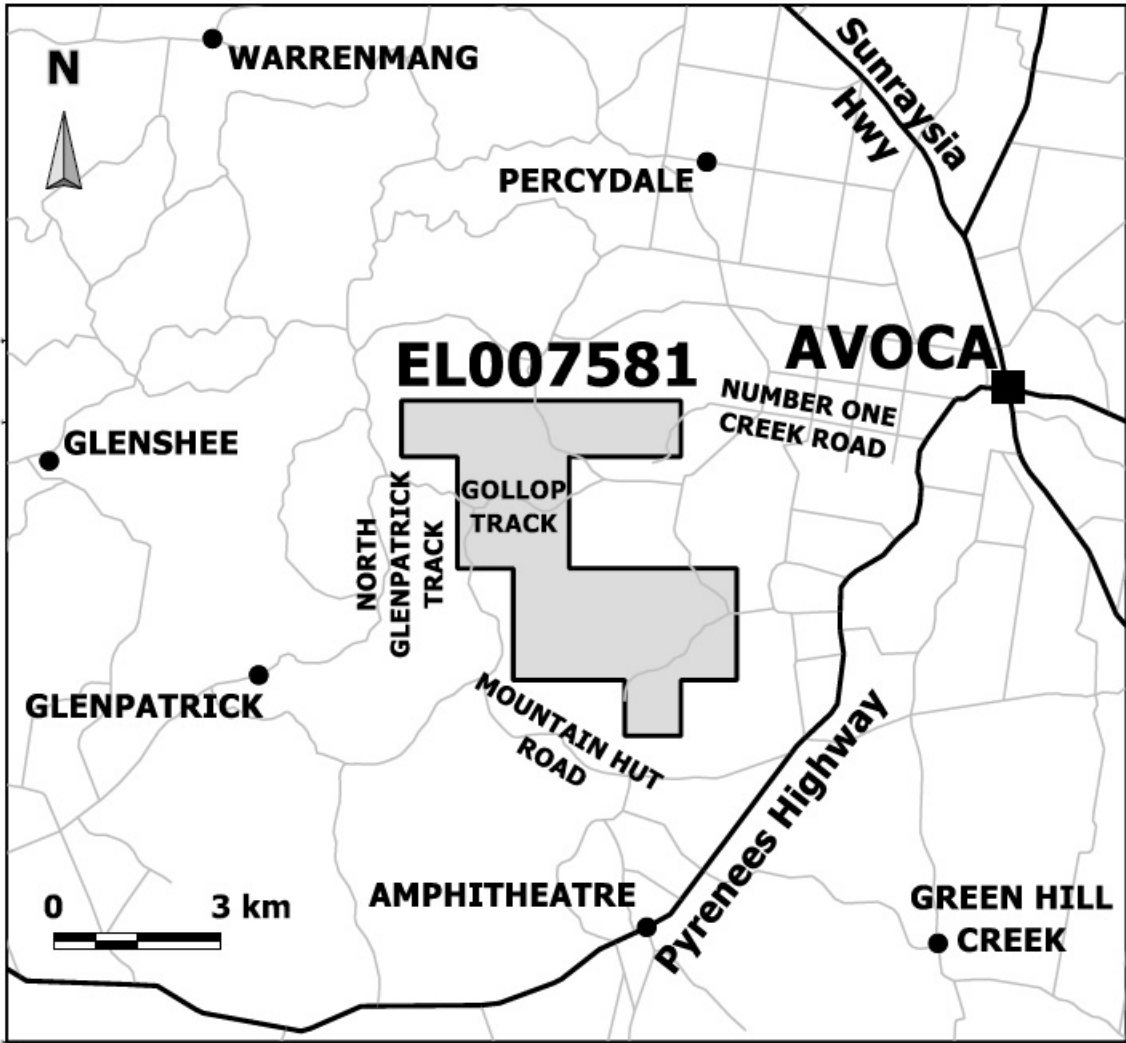 WARRENMANG
N
Sunraysia
Hwy
PERCYDALE
AVOCA
EL007581
NUMBER ONE
CREEK ROAD
GLENSHEE
GOLLOP
TRACK
NORTH
GLENPATRICK
TRACK
GLENPATRICK
MOUNTAIN HUT
ROAD
Pyrenees Highway
AMPHITHEATRE
GREEN HILL
CREEK
0 3 km